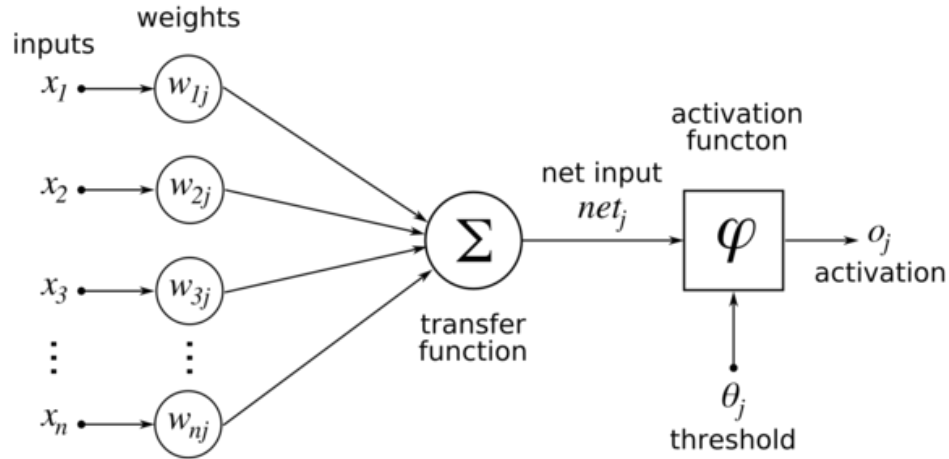 weights
inputs
x₁
w₁ⱼ
activation
functon
x₂
w₂ⱼ
net input
netⱼ
Σ
φ
oⱼ
activation
x₃
w₃ⱼ
transfer
function
⋮ ⋮
θⱼ
threshold
xₙ
wₙⱼ